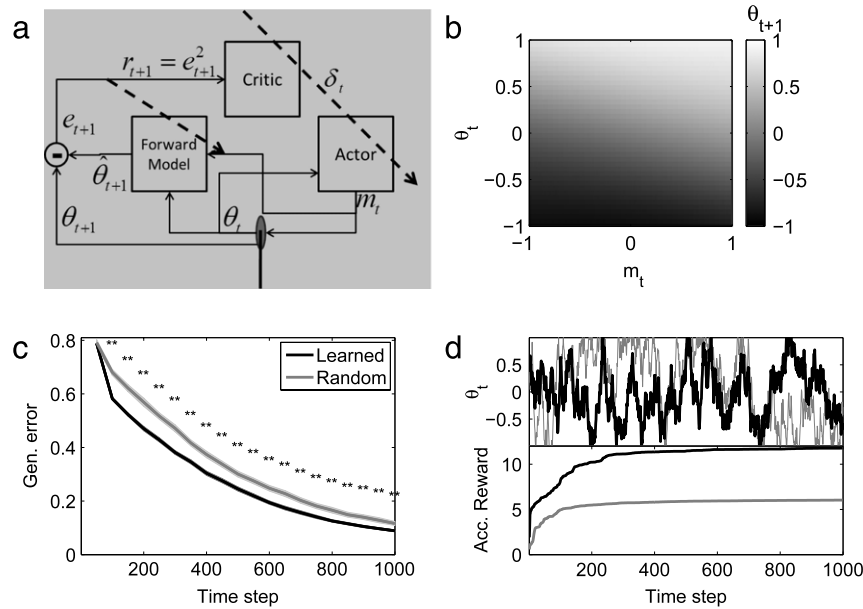 a
r_{t+1} = e^2_{t+1}
Critic
δ_t
e_{t+1}
Forward
Model
Actor
-
θ̂_{t+1}
m_t
θ_{t+1}
θ_t
b
θ_{t+1}
1
0.5
0
−0.5
−1
θ_t
−1
0
1
m_t
1
0.5
0
−0.5
−1
c
0.8
0.6
0.4
0.2
0
Gen. error
** ** ** ** ** ** ** ** ** ** ** ** ** ** ** ** ** ** **
Learned
Random
200
400
600
800
1000
Time step
d
0.5
0
−0.5
θ_t
10
5
0
Acc. Reward
200
400
600
800
1000
Time step